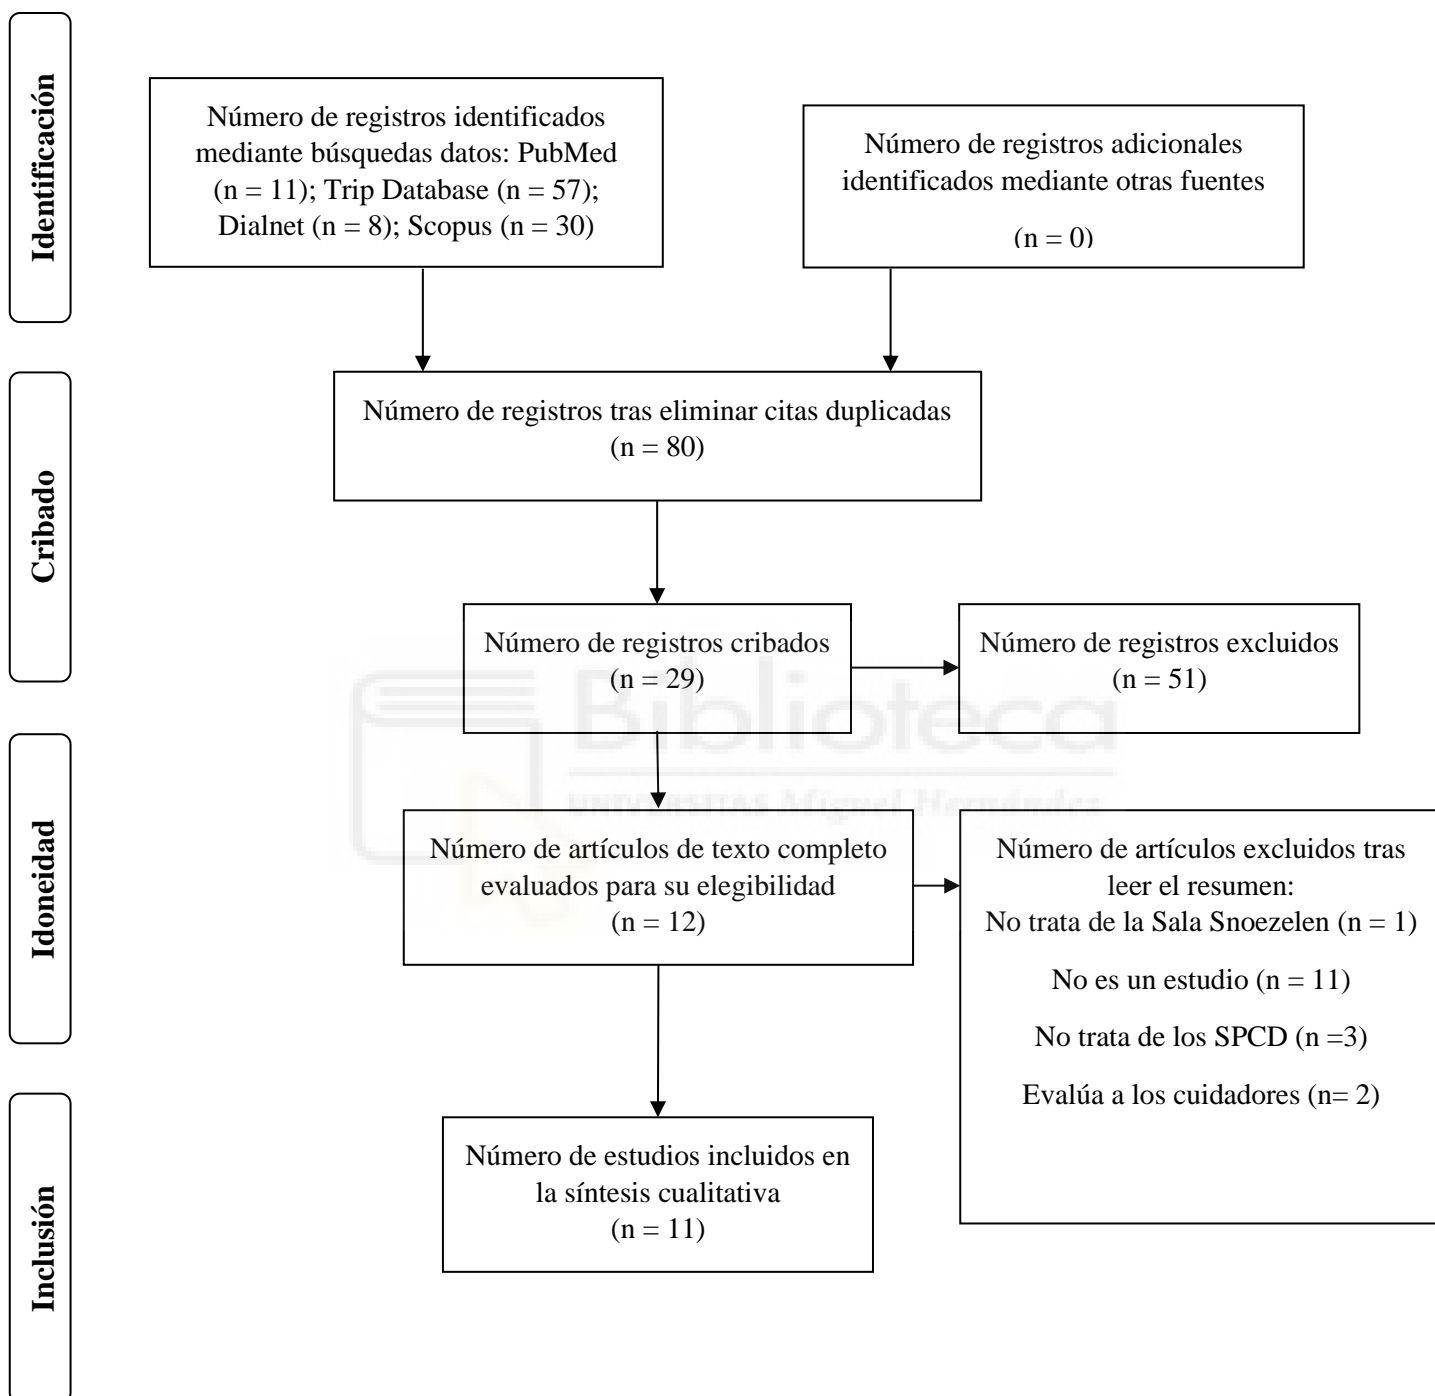 Identificación
Número de registros identificados
mediante búsquedas datos: PubMed
(n = 11); Trip Database (n = 57);
Dialnet (n = 8); Scopus (n = 30)
Número de registros adicionales
identificados mediante otras fuentes
(n = 0)
Cribado
Número de registros tras eliminar citas duplicadas
(n = 80)
Número de registros cribados
(n = 29)
Número de registros excluidos
(n = 51)
Biblioteca
UNIVERSITAS Miguel Hernández
Idoneidad
Número de artículos de texto completo
evaluados para su elegibilidad
(n = 12)
Número de artículos excluidos tras
leer el resumen:
No trata de la Sala Snoezelen (n = 1)
No es un estudio (n = 11)
No trata de los SPCD (n =3)
Evalúa a los cuidadores (n= 2)
Inclusión
Número de estudios incluidos en
la síntesis cualitativa
(n = 11)